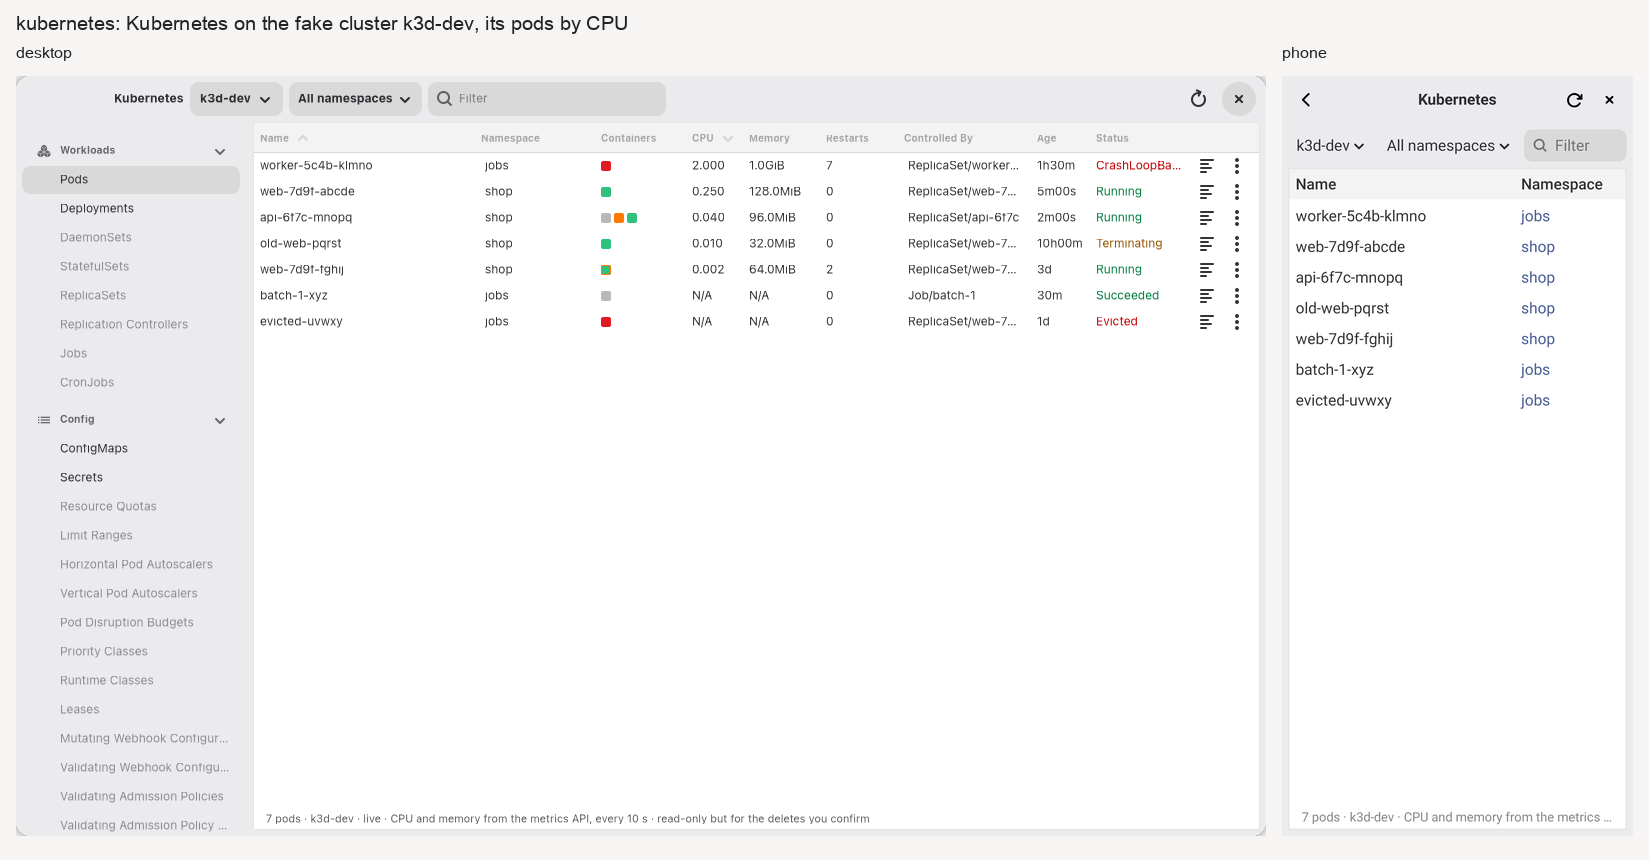 kubernetes: Kubernetes on the fake cluster k3d-dev, its pods by CPU
desktop
Kubernetes k3d-dev All namespaces Filter
Workloads
Pods
Deployments
DaemonSets
StatefulSets
ReplicaSets
Replication Controllers
Jobs
CronJobs
Config
ConfigMaps
Secrets
Resource Quotas
Limit Ranges
Horizontal Pod Autoscalers
Vertical Pod Autoscalers
Pod Disruption Budgets
Priority Classes
Runtime Classes
Leases
Mutating Webhook Configur...
Validating Webhook Configu...
Validating Admission Policies
Validating Admission Policy ...
Name Namespace Containers CPU Memory Restarts Controlled By Age Status
worker-5c4b-klmno jobs 2.000 1.0GiB 7 ReplicaSet/worker... 1h30m CrashLoopBa...
web-7d9f-abcde shop 0.250 128.0MiB 0 ReplicaSet/web-7... 5m00s Running
api-6f7c-mnopq shop 0.040 96.0MiB 0 ReplicaSet/api-6f7c 2m00s Running
old-web-pqrst shop 0.010 32.0MiB 0 ReplicaSet/web-7... 10h00m Terminating
web-7d9f-fghij shop 0.002 64.0MiB 2 ReplicaSet/web-7... 3d Running
batch-1-xyz jobs N/A N/A 0 Job/batch-1 30m Succeeded
evicted-uvwxy jobs N/A N/A 0 ReplicaSet/web-7... 1d Evicted
7 pods · k3d-dev · live · CPU and memory from the metrics API, every 10 s · read-only but for the deletes you confirm
phone
Kubernetes
k3d-dev All namespaces Filter
Name Namespace
worker-5c4b-klmno jobs
web-7d9f-abcde shop
api-6f7c-mnopq shop
old-web-pqrst shop
web-7d9f-fghij shop
batch-1-xyz jobs
evicted-uvwxy jobs
7 pods · k3d-dev · CPU and memory from the metrics ...